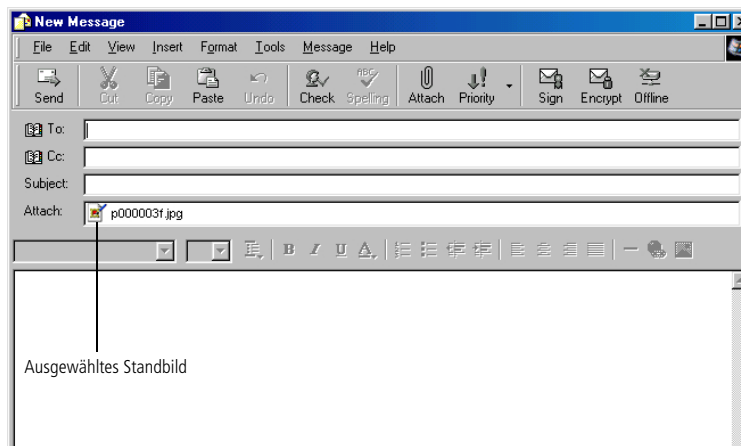 New Message
File Edit View Insert Format Tools Message Help
Send Cut Copy Paste Undo Check Spelling Attach Priority Sign Encrypt Offline
To:
Cc:
Subject:
Attach: p000003f.jpg
B I U A
Ausgewähltes Standbild